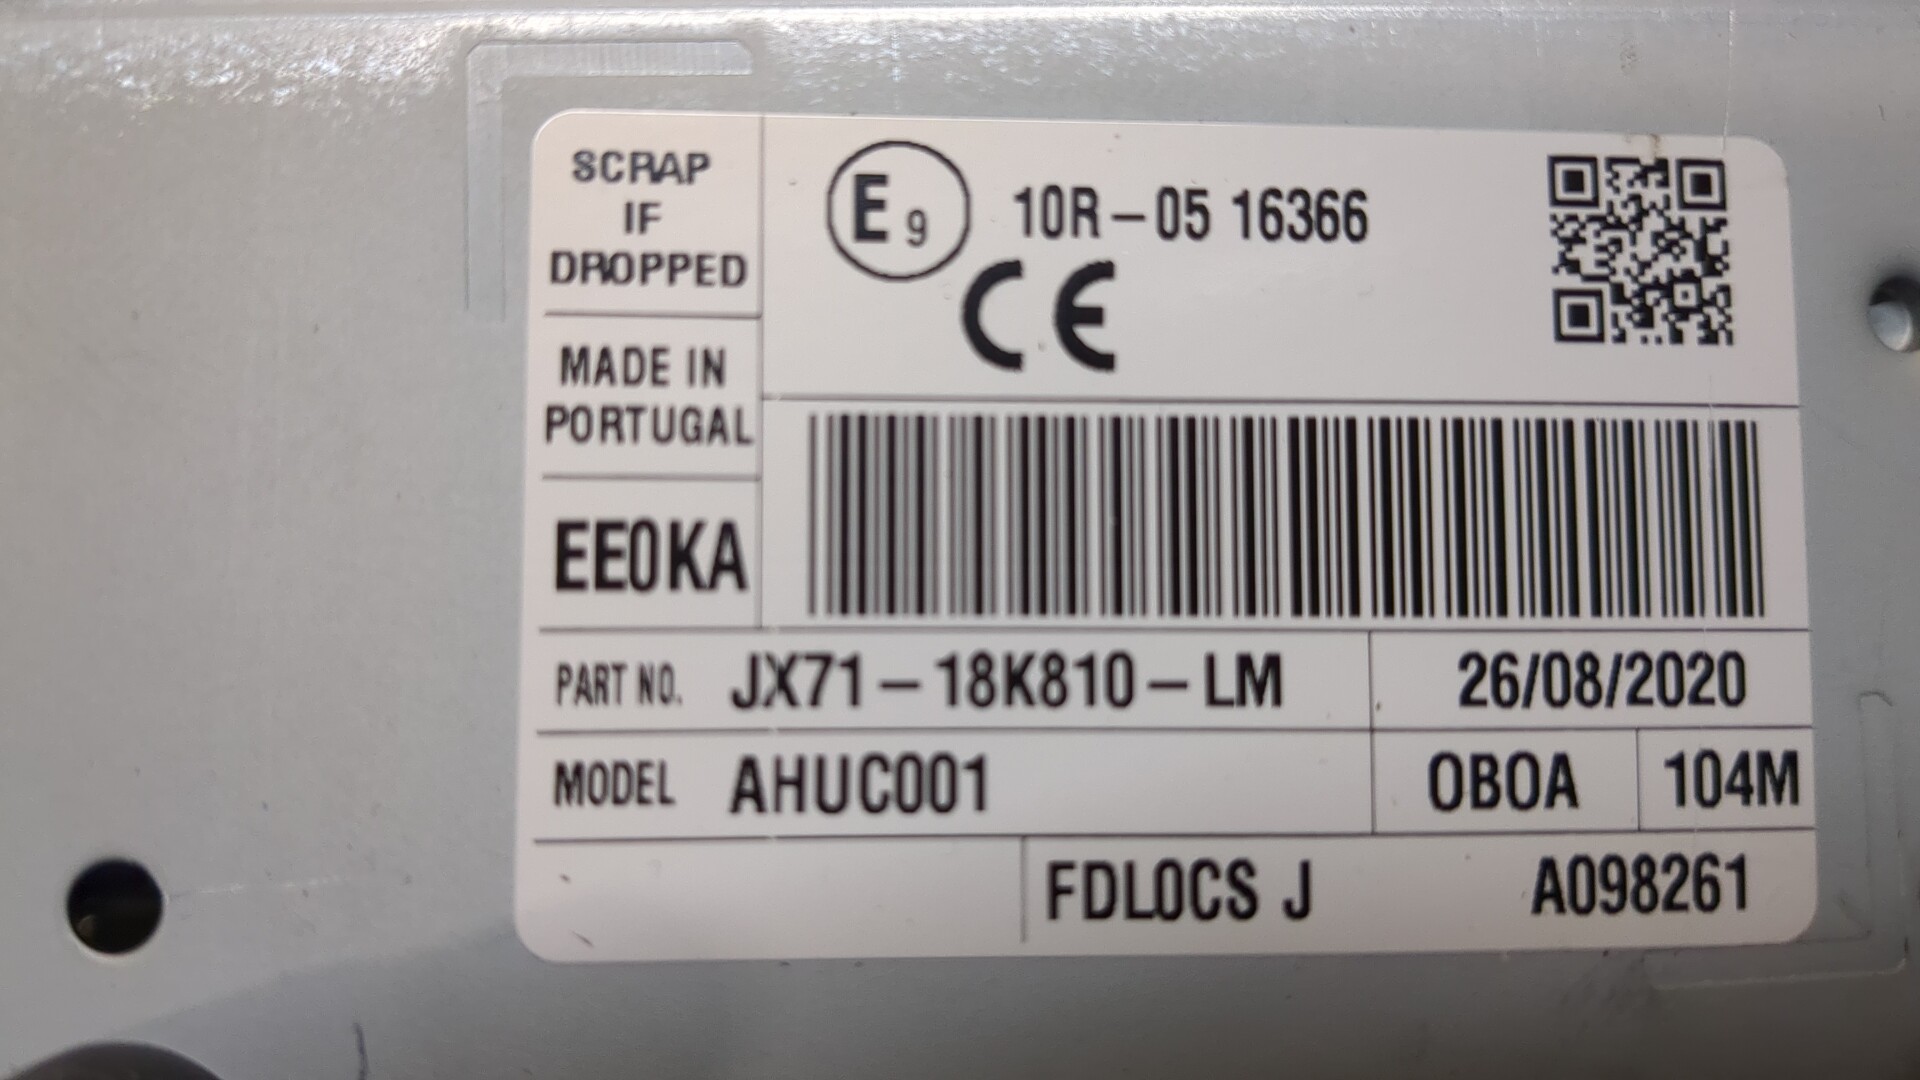 SCRAP
IF
DROPPED
E9 10R-05 16366
CE
MADE IN
PORTUGAL
EE0KA
PART NO. JX71-18K810-LM 26/08/2020
MODEL AHUC001 OBOA 104M
FDLOCS J A098261